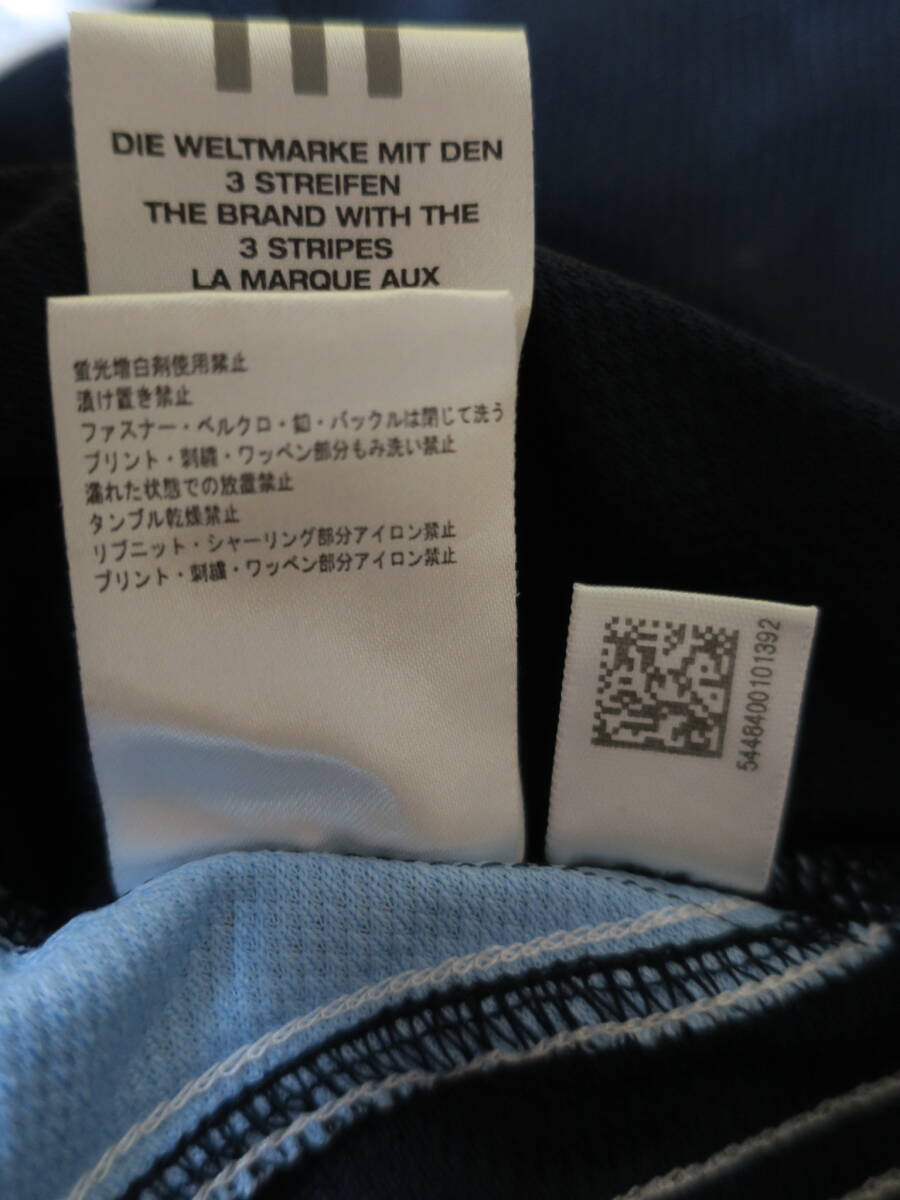 DIE WELTMARKE MIT DEN
3 STREIFEN
THE BRAND WITH THE
3 STRIPES
LA MARQUE AUX
蛍光増白剤使用禁止
漬け置き禁止
ファスナー・ベルクロ・釦・バックルは閉じて洗う
プリント・刺繍・ワッペン部分もみ洗い禁止
濡れた状態での放置禁止
タンブル乾燥禁止
リブニット・シャーリング部分アイロン禁止
プリント・刺繍・ワッペン部分アイロン禁止
5448400101392